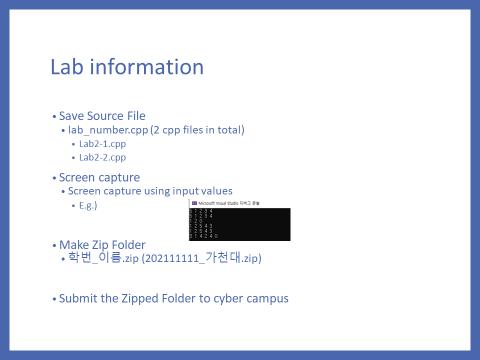 Lab information
• Save Source File
• lab_number.cpp (2 cpp files in total)
• Lab2-1.cpp
• Lab2-2.cpp
• Screen capture
• Screen capture using input values
• E.g.)
Microsoft Visual Studio 디버그 콘솔
• Make Zip Folder
• 학번_이름.zip (202111111_가천대.zip)
• Submit the Zipped Folder to cyber campus